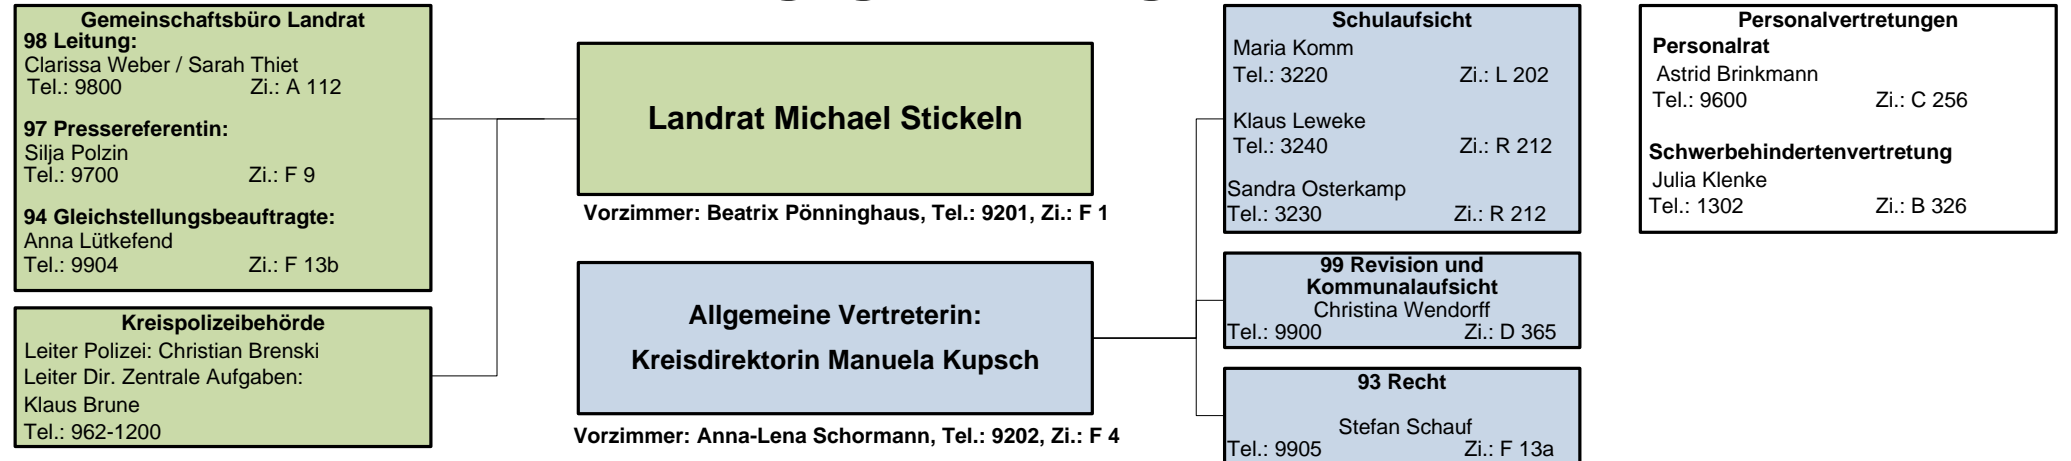 Gemeinschaftsbüro Landrat
98 Leitung:
Clarissa Weber / Sarah Thiet
Tel.: 9800 Zi.: A 112
97 Pressereferentin:
Silja Polzin
Tel.: 9700 Zi.: F 9
94 Gleichstellungsbeauftragte:
Anna Lütkefend
Tel.: 9904 Zi.: F 13b
Kreispolizeibehörde
Leiter Polizei: Christian Brenski
Leiter Dir. Zentrale Aufgaben:
Klaus Brune
Tel.: 962-1200
Landrat Michael Stickeln
Vorzimmer: Beatrix Pönninghaus, Tel.: 9201, Zi.: F 1
Allgemeine Vertreterin:
Kreisdirektorin Manuela Kupsch
Vorzimmer: Anna-Lena Schormann, Tel.: 9202, Zi.: F 4
Schulaufsicht
Maria Komm
Tel.: 3220 Zi.: L 202
Klaus Leweke
Tel.: 3240 Zi.: R 212
Sandra Osterkamp
Tel.: 3230 Zi.: R 212
99 Revision und
Kommunalaufsicht
Christina Wendorff
Tel.: 9900 Zi.: D 365
93 Recht
Stefan Schauf
Tel.: 9905 Zi.: F 13a
Personalvertretungen
Personalrat
Astrid Brinkmann
Tel.: 9600 Zi.: C 256
Schwerbehindertenvertretung
Julia Klenke
Tel.: 1302 Zi.: B 326